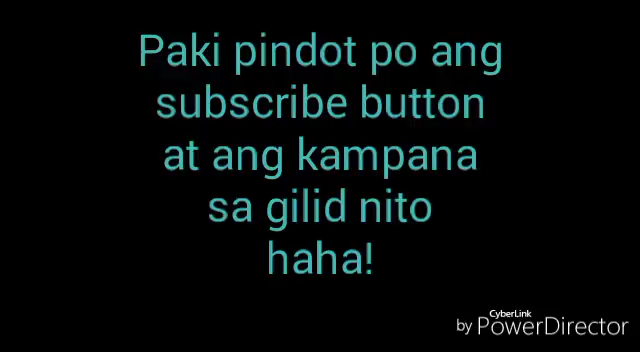 Paki pindot po ang
subscribe button
at ang kampana
sa gilid nito
haha!
CyberLink
by PowerDirector